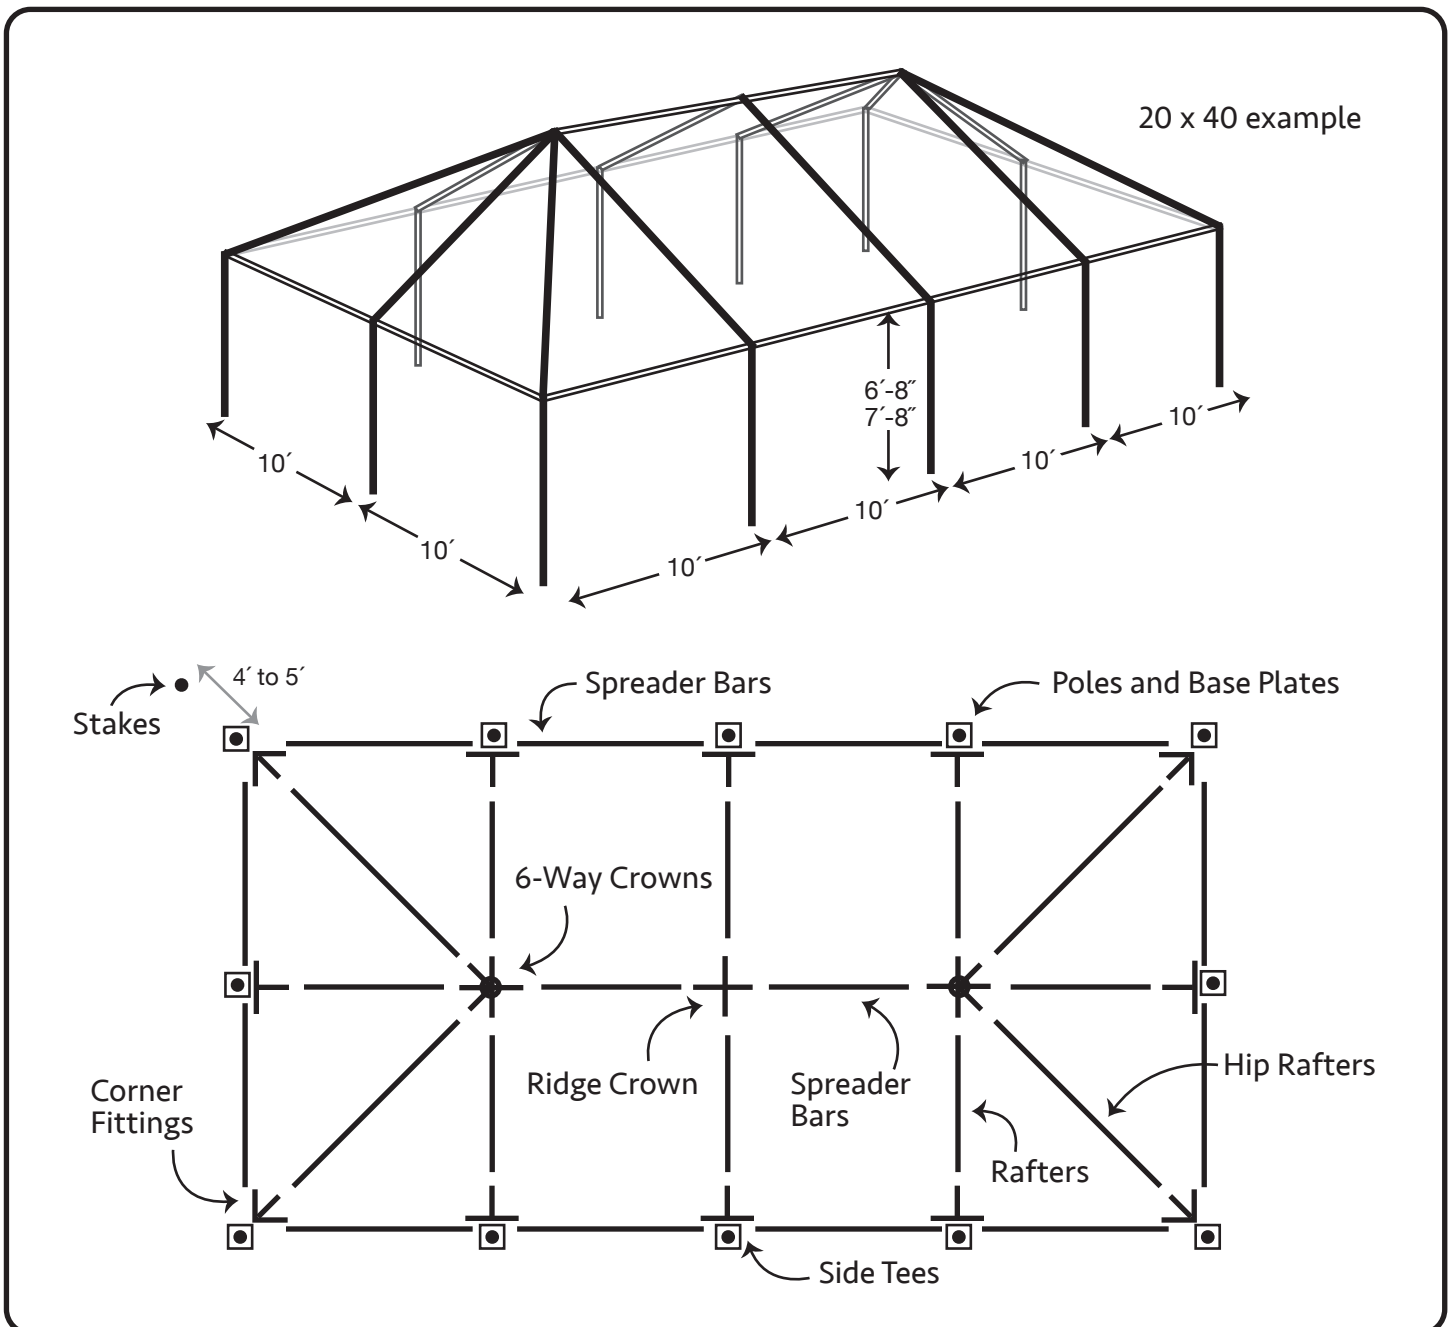 20 x 40 example
6´-8˝
7´-8˝
10´
10´
10´
10´
10´
10´
4´ to 5´
Stakes
Spreader Bars
Poles and Base Plates
6-Way Crowns
Ridge Crown
Spreader
Bars
Hip Rafters
Corner
Fittings
Rafters
Side Tees